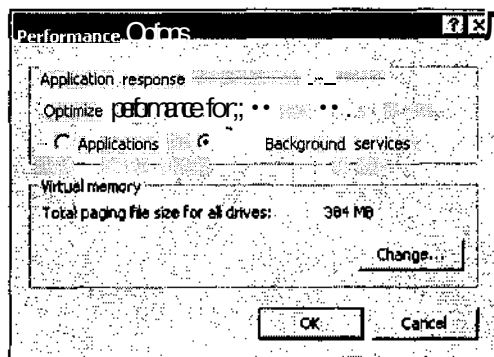 Performance Options
Application response
Optimize performance for:
Applications Background services
Virtual memory
Total paging file size for all drives: 384 MB
Change...
OK Cancel